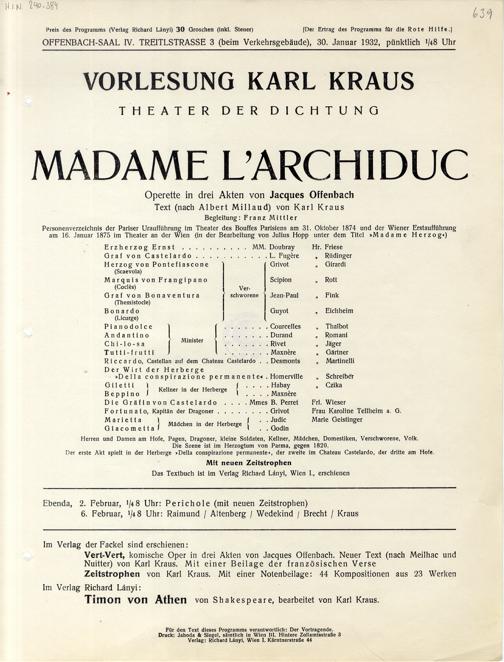 H.I.N. 240.384
639
Preis des Programms (Verlag Richard Lányi) 30 Groschen (inkl. Steuer) [Der Ertrag des Programms für die Rote Hilfe.]
OFFENBACH-SAAL IV. TREITLSTRASSE 3 (beim Verkehrsgebäude), 30. Januar 1932, pünktlich ¼8 Uhr
VORLESUNG KARL KRAUS
THEATER DER DICHTUNG
MADAME L'ARCHIDUC
Operette in drei Akten von Jacques Offenbach
Text (nach Albert Millaud) von Karl Kraus
Begleitung: Franz Mittler
Personenverzeichnis der Pariser Uraufführung im Theater des Bouffes Parisiens am 31. Oktober 1874 und der Wiener Erstaufführung
am 16. Januar 1875 im Theater an der Wien (in der Bearbeitung von Julius Hopp unter dem Titel »Madame Herzog«)
Erzherzog Ernst . . . . . . . . . . MM. Daubray Hr. Friese
Graf von Castelardo . . . . . . . . . . L. Fugère „ Rüdinger
Herzog von Pontefiascone Grivot „ Girardi
(Scaevola)
Marquis von Frangipano Scipion „ Rott
(Coclès)
Ver-
schworene
Graf von Bonaventura Jean-Paul „ Fink
(Themistocle)
Bonardo Guyot „ Eichheim
(Licurge)
Pianodolce Courcelles „ Thalbot
Andantino Durand „ Romani
Minister
Chi-lo-sa Rivet „ Jäger
Tutti-frutti Maxnère „ Gärtner
Riccardo, Castellan auf dem Chateau Castelardo . . Desmonts „ Martinelli
Der Wirt der Herberge
»Della conspirazione permanente« . Homerville „ Schreiber
Giletti Habay „ Czika
Kellner in der Herberge
Beppino Maxnère
Die Gräfin von Castelardo . . . . Mmes B. Perret Frl. Wieser
Fortunato, Kapitän der Dragoner . . . . . . . Grivot Frau Karoline Tellheim a. G.
Marietta Judic Marie Geistinger
Mädchen in der Herberge
Giacometta Godin
Herren und Damen am Hofe, Pagen, Dragoner, kleine Soldaten, Kellner, Mädchen, Domestiken, Verschworene, Volk.
Die Szene ist im Herzogtum von Parma, gegen 1820.
Der erste Akt spielt in der Herberge »Della conspirazione permanente«, der zweite im Chateau Castelardo, der dritte am Hofe.
Mit neuen Zeitstrophen
Das Textbuch ist im Verlag Richard Lányi, Wien I., erschienen
Ebenda, 2. Februar, ¼8 Uhr: Perichole (mit neuen Zeitstrophen)
6. Februar, ¼8 Uhr: Raimund / Altenberg / Wedekind / Brecht / Kraus
Im Verlag der Fackel sind erschienen:
Vert-Vert, komische Oper in drei Akten von Jacques Offenbach. Neuer Text (nach Meilhac und
Nuitter) von Karl Kraus. Mit einer Beilage der französischen Verse
Zeitstrophen von Karl Kraus. Mit einer Notenbeilage: 44 Kompositionen aus 23 Werken
Im Verlag Richard Lányi:
Timon von Athen von Shakespeare, bearbeitet von Karl Kraus.
Für den Text dieses Programms verantwortlich: Der Vortragende.
Druck: Jahoda & Siegel, sämtlich in Wien III. Hintere Zollamtsstraße 3
Verlag: Richard Lányi, Wien I. Kärntnerstraße 44